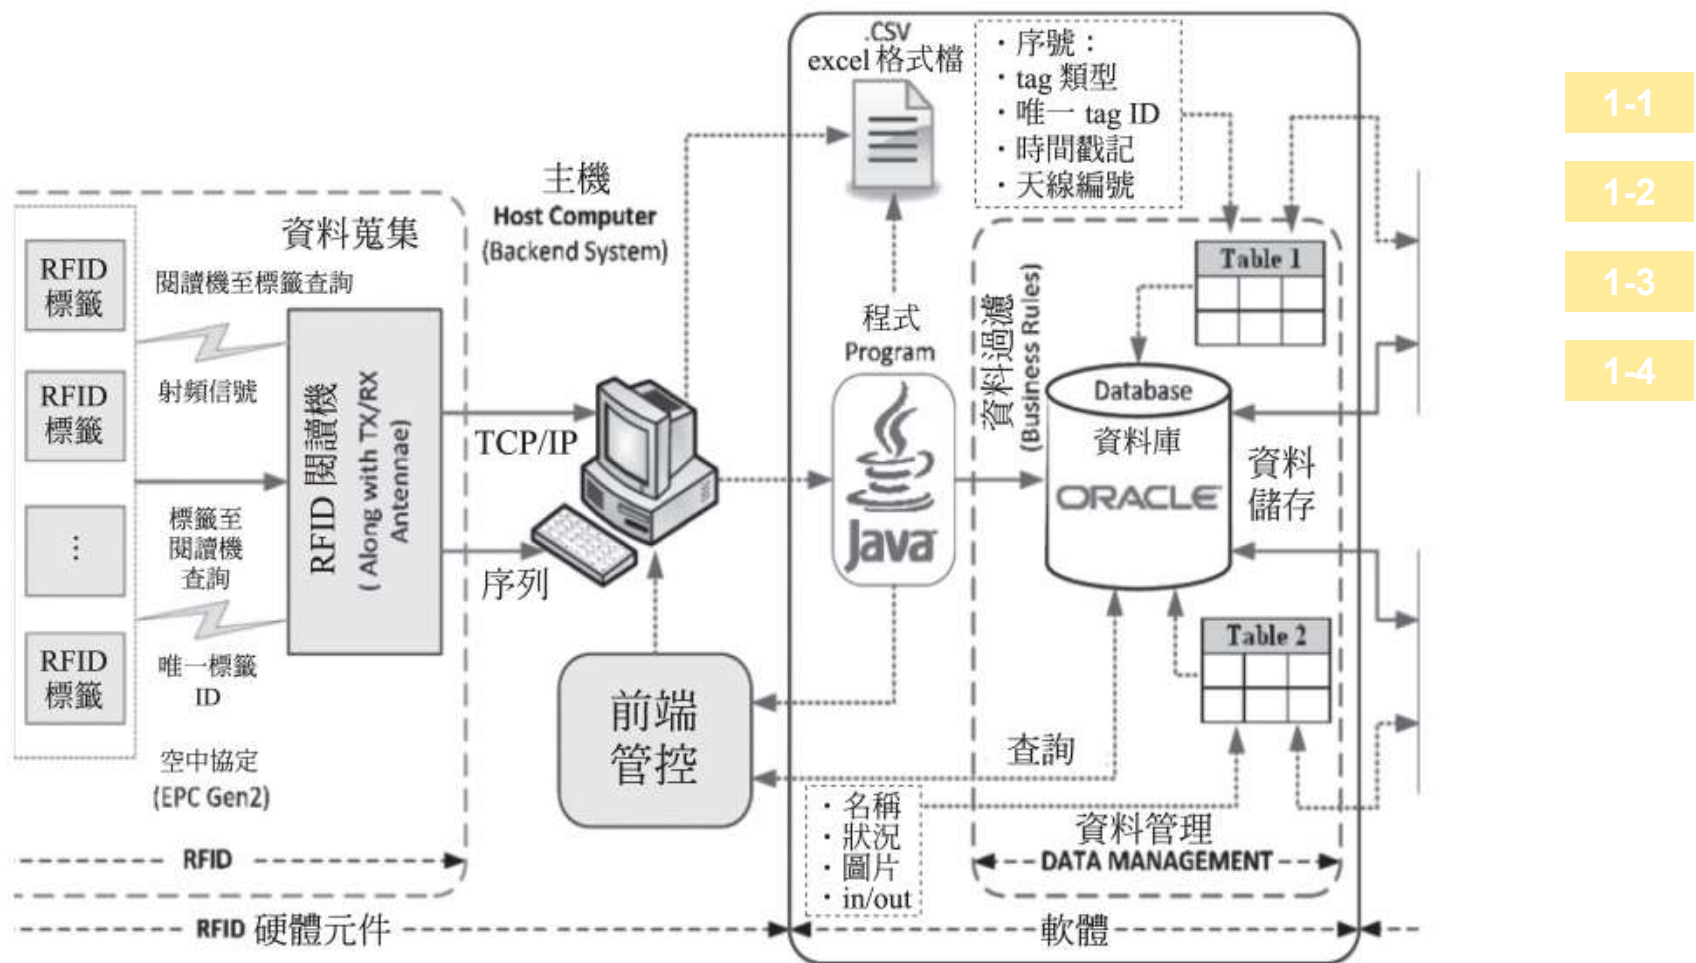 .CSV
excel 格式檔
・序號：
・tag 類型
・唯一 tag ID
・時間戳記
・天線編號
1-1
1-2
1-3
1-4
主機
Host Computer
(Backend System)
資料蒐集
RFID
標籤
閱讀機至標籤查詢
射頻信號
RFID
標籤
⋮
標籤至
閱讀機
查詢
RFID
標籤
唯一標籤
ID
空中協定
(EPC Gen2)
RFID 閱讀機
(Along with TX/RX
Antennae)
TCP/IP
序列
程式
Program
Java
資料過濾
(Business Rules)
Table 1
Database
資料庫
ORACLE
資料
儲存
Table 2
前端
管控
查詢
・名稱
・狀況
・圖片
・in/out
資料管理
DATA MANAGEMENT
RFID
RFID 硬體元件
軟體